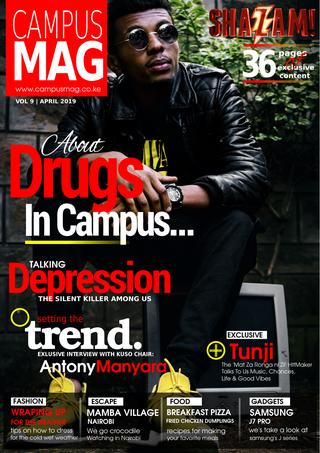 CAMPUS
MAG
www.campusmag.co.ke
VOL 9 | APRIL 2019
SHAZAM!
36 pages
of
exclusive
content
About
Drugs
In Campus...
TALKING
Depression
THE SILENT KILLER AMONG US
setting the
trend.
EXLUSIVE INTERVIEW WITH KUSO CHAIR:
AntonyManyara
EXCLUSIVE
Tunji
The 'Mat Za Ronga ni Zi' HitMaker
Talks To Us Music, Chances,
Life & Good Vibes
FASHION
WRAPING UP
FOR THE WEATHER
tips on how to dress
for the cold wet weather
ESCAPE
MAMBA VILLAGE
NAIROBI
We go crocodile
Watching in Nairobi
FOOD
BREAKFAST PIZZA
FRIED CHICKEN DUMPLINGS
recipes for making
your favorite meals
GADGETS
SAMSUNG
J7 PRO
we's take a look at
samsung's J series